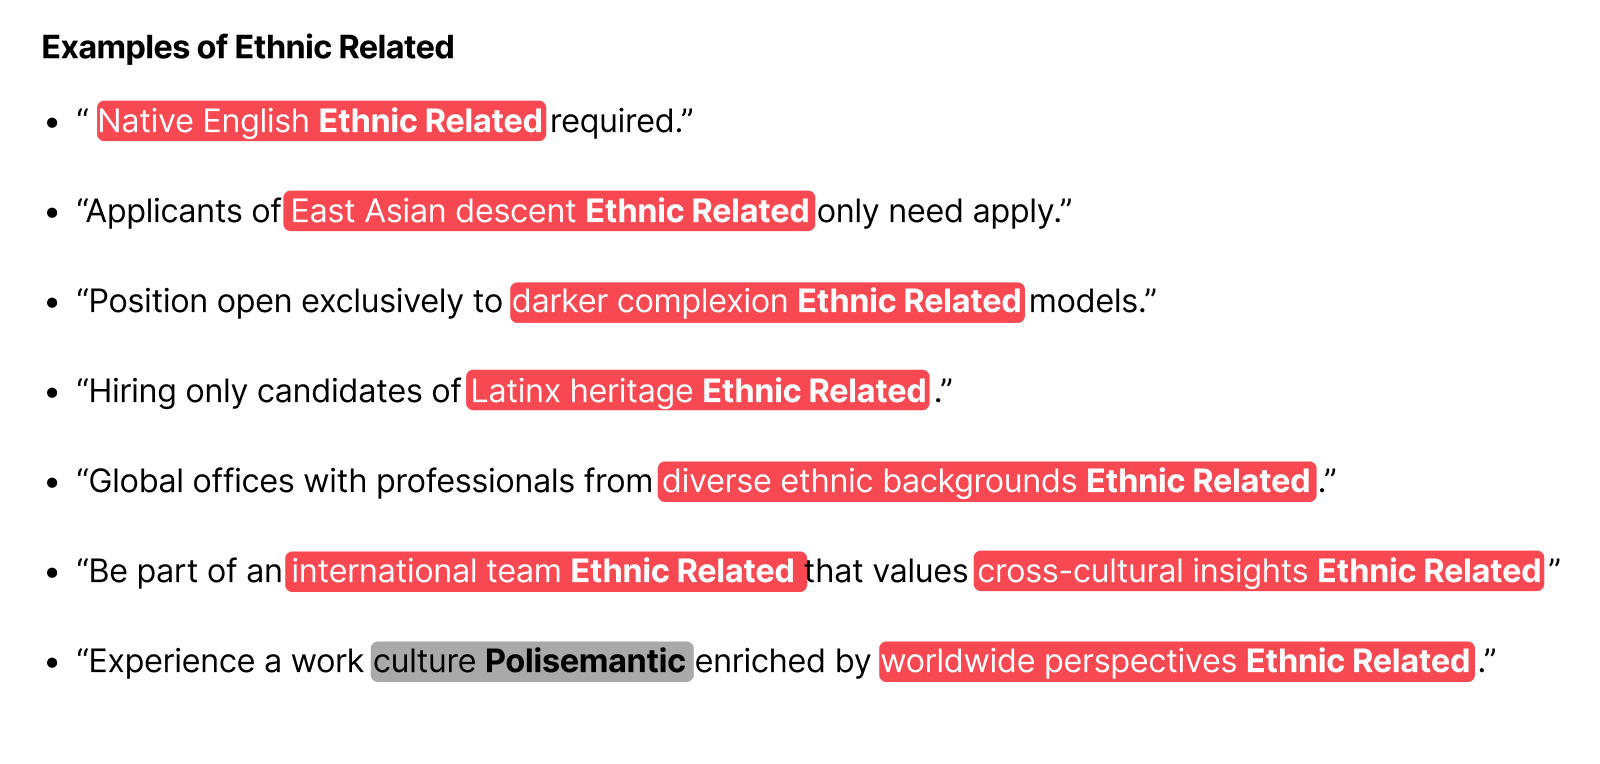 Examples of Ethnic Related
• “ Native English Ethnic Related required.”
• “Applicants of East Asian descent Ethnic Related only need apply.”
• “Position open exclusively to darker complexion Ethnic Related models.”
• “Hiring only candidates of Latinx heritage Ethnic Related .”
• “Global offices with professionals from diverse ethnic backgrounds Ethnic Related .”
• “Be part of an international team Ethnic Related that values cross-cultural insights Ethnic Related ”
• “Experience a work culture Polisemantic enriched by worldwide perspectives Ethnic Related .”